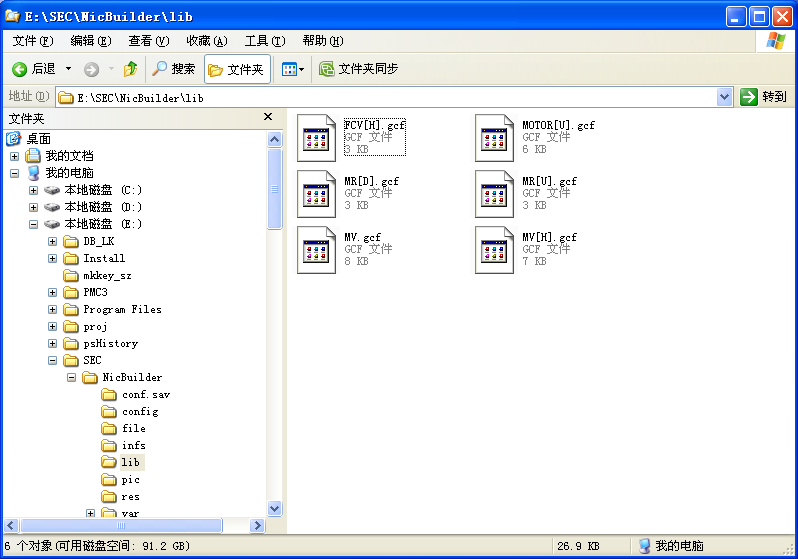 E:\SEC\NicBuilder\lib
文件(F) 编辑(E) 查看(V) 收藏(A) 工具(T) 帮助(H)
后退 搜索 文件夹 文件夹同步
地址(D) E:\SEC\NicBuilder\lib 转到
文件夹
桌面
我的文档
我的电脑
本地磁盘 (C:)
本地磁盘 (D:)
本地磁盘 (E:)
DB_LK
Install
mkkey_sz
PMC3
Program Files
proj
psHistory
SEC
NicBuilder
conf.sav
config
file
infs
lib
pic
res
var
FCV[H].gcf
GCF 文件
3 KB
MOTOR[U].gcf
GCF 文件
6 KB
MR[D].gcf
GCF 文件
3 KB
MR[U].gcf
GCF 文件
3 KB
MV.gcf
GCF 文件
8 KB
MV[H].gcf
GCF 文件
7 KB
6 个对象(可用磁盘空间: 91.2 GB) 26.9 KB 我的电脑